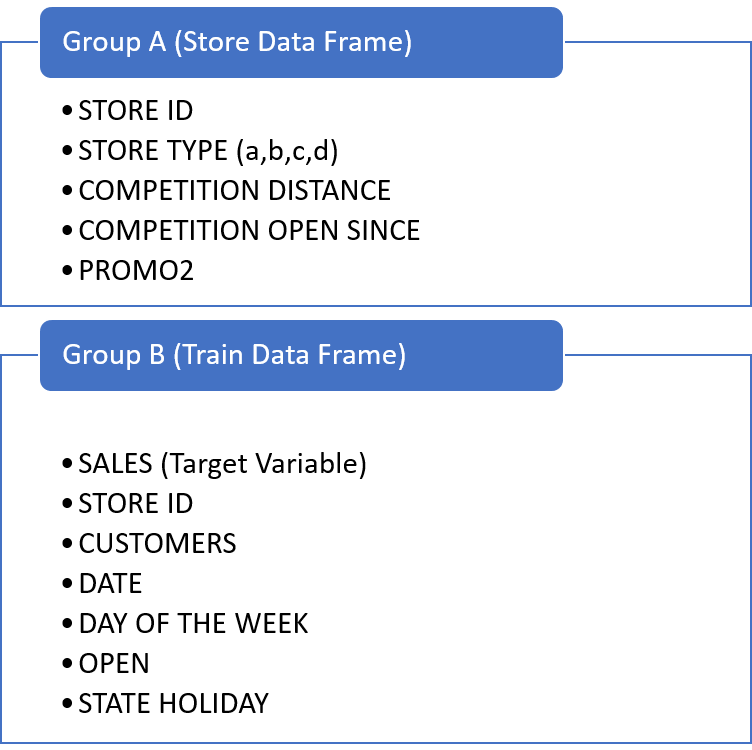 Group A (Store Data Frame)
•STORE ID
•STORE TYPE (a,b,c,d)
•COMPETITION DISTANCE
•COMPETITION OPEN SINCE
•PROMO2
Group B (Train Data Frame)
•SALES (Target Variable)
•STORE ID
•CUSTOMERS
•DATE
•DAY OF THE WEEK
•OPEN
•STATE HOLIDAY